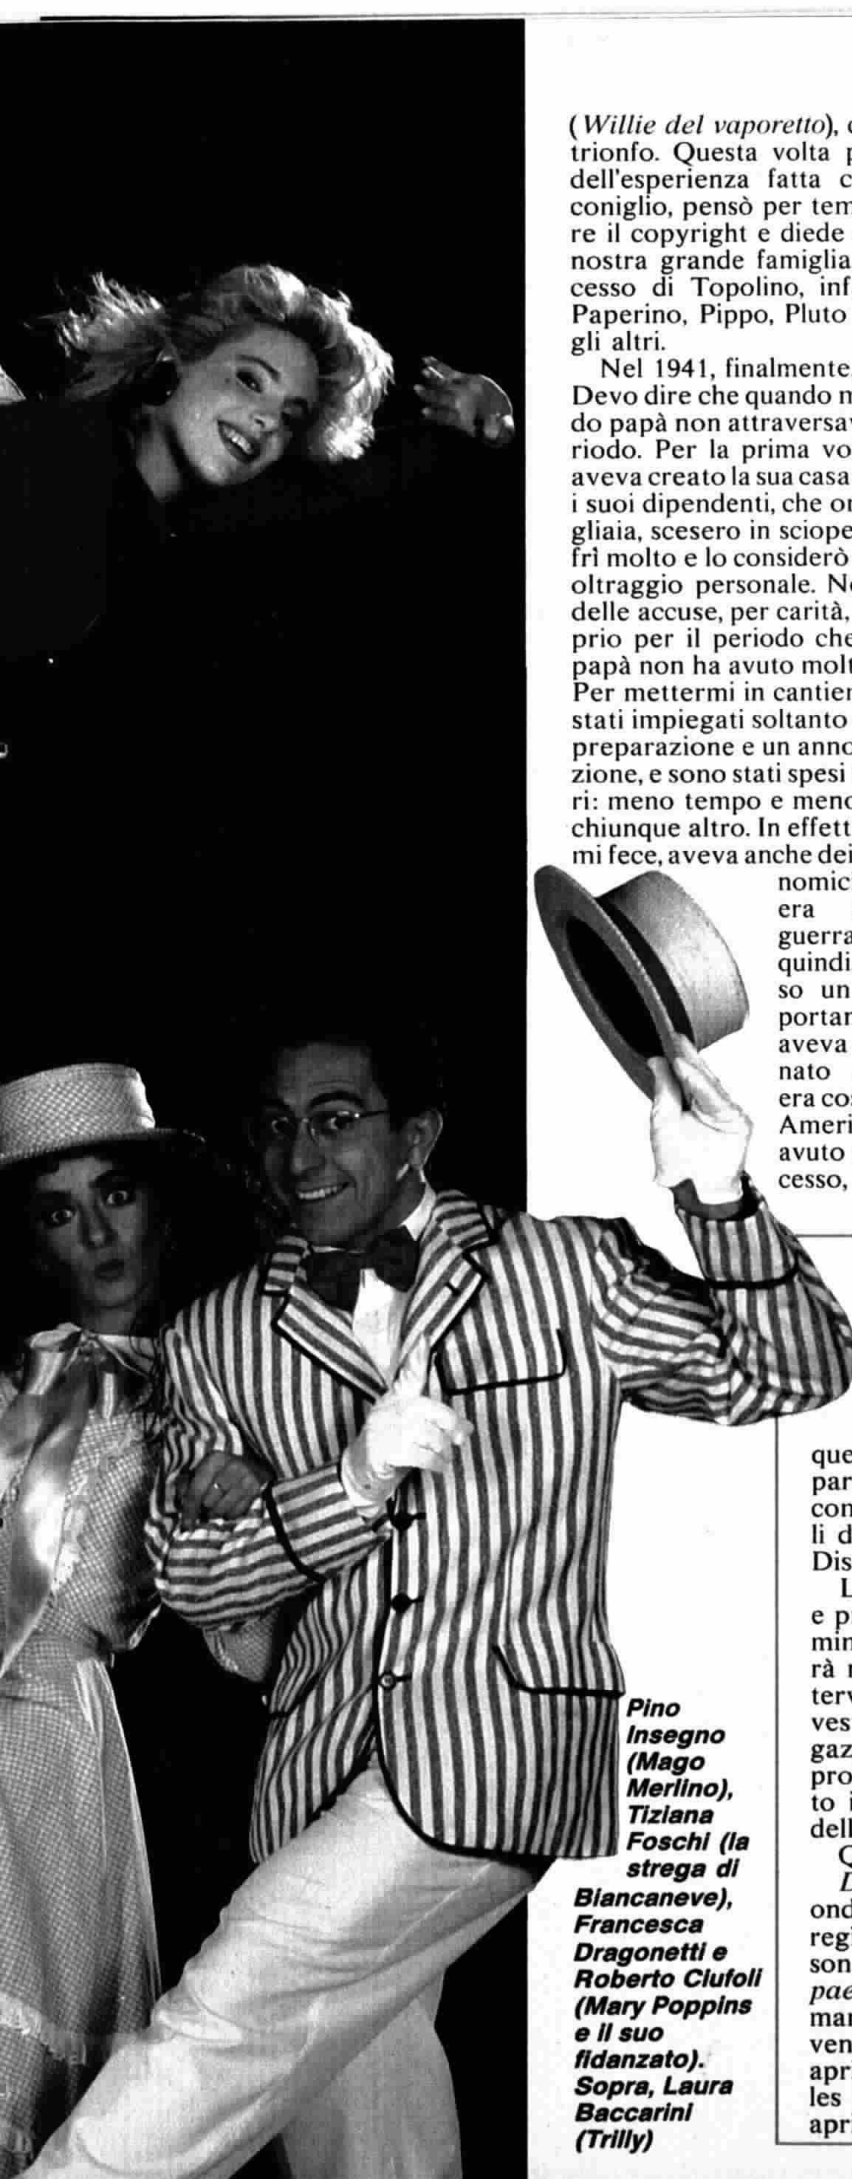 (Willie del vaporetto),
trionfo. Questa volta
dell'esperienza fatta
coniglio, pensò per tem
re il copyright e diede
nostra grande famiglia
cesso di Topolino, inf
Paperino, Pippo, Pluto
gli altri.
Nel 1941, finalmente
Devo dire che quando
do papà non attraversav
riodo. Per la prima vo
aveva creato la sua casa
i suoi dipendenti, che or
gliaia, scesero in sciope
frì molto e lo considerò
oltraggio personale. No
delle accuse, per carità,
prio per il periodo che
papà non ha avuto molt
Per mettermi in cantier
stati impiegati soltanto
preparazione e un anno
zione, e sono stati spesi
ri: meno tempo e meno
chiunque altro. In effett
mi fece, aveva anche dei
nomic
era
guerra
quindi
so un
portan
aveva
nato
era cos
Ameri
avuto
cesso,
Pino
Insegno
(Mago
Merlino),
Tiziana
Foschi (la
strega di
Biancaneve),
Francesca
Dragonetti e
Roberto Ciufoli
(Mary Poppins
e il suo
fidanzato).
Sopra, Laura
Baccarini
(Trilly)
que
par
con
li d
Dis
L
e p
min
rà
terv
ves
gaz
pro
to i
dell
Q
D
ond
regi
son
pae
mar
ven
apr
les
apr